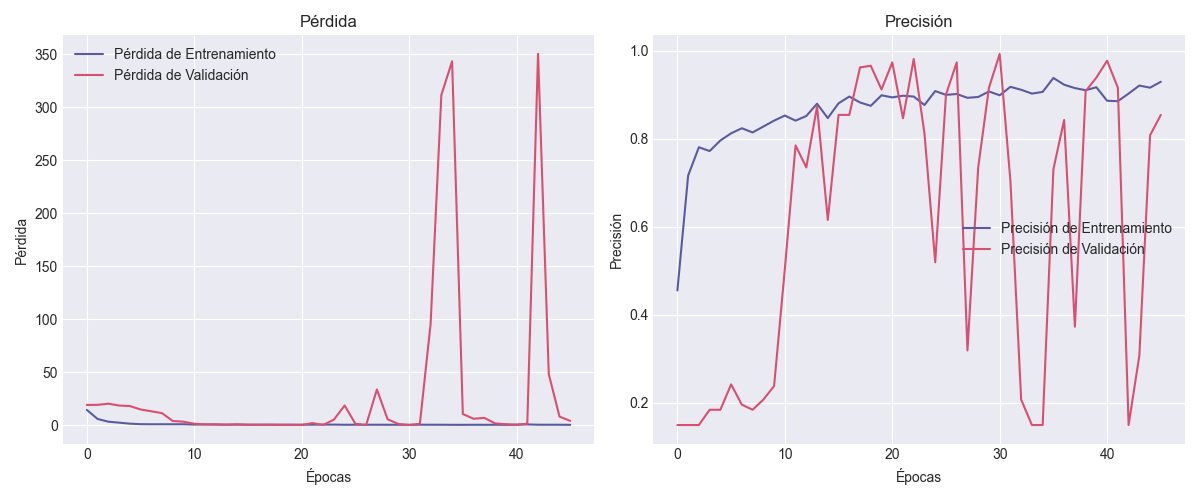 Pérdida
350
300
250
200
150
100
50
0
Pérdida
Pérdida de Entrenamiento
Pérdida de Validación
0 10 20 30 40
Épocas
Precisión
1.0
0.8
0.6
0.4
0.2
Precisión
Precisión de Entrenamiento
Precisión de Validación
0 10 20 30 40
Épocas